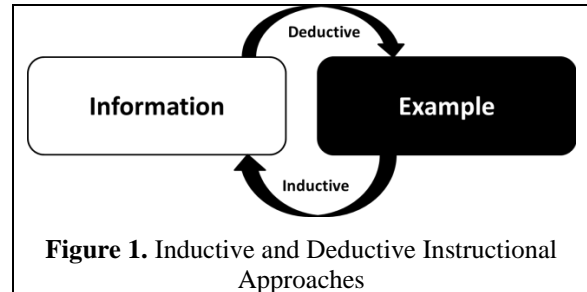 Deductive
Information
Example
Inductive
Figure 1. Inductive and Deductive Instructional
Approaches